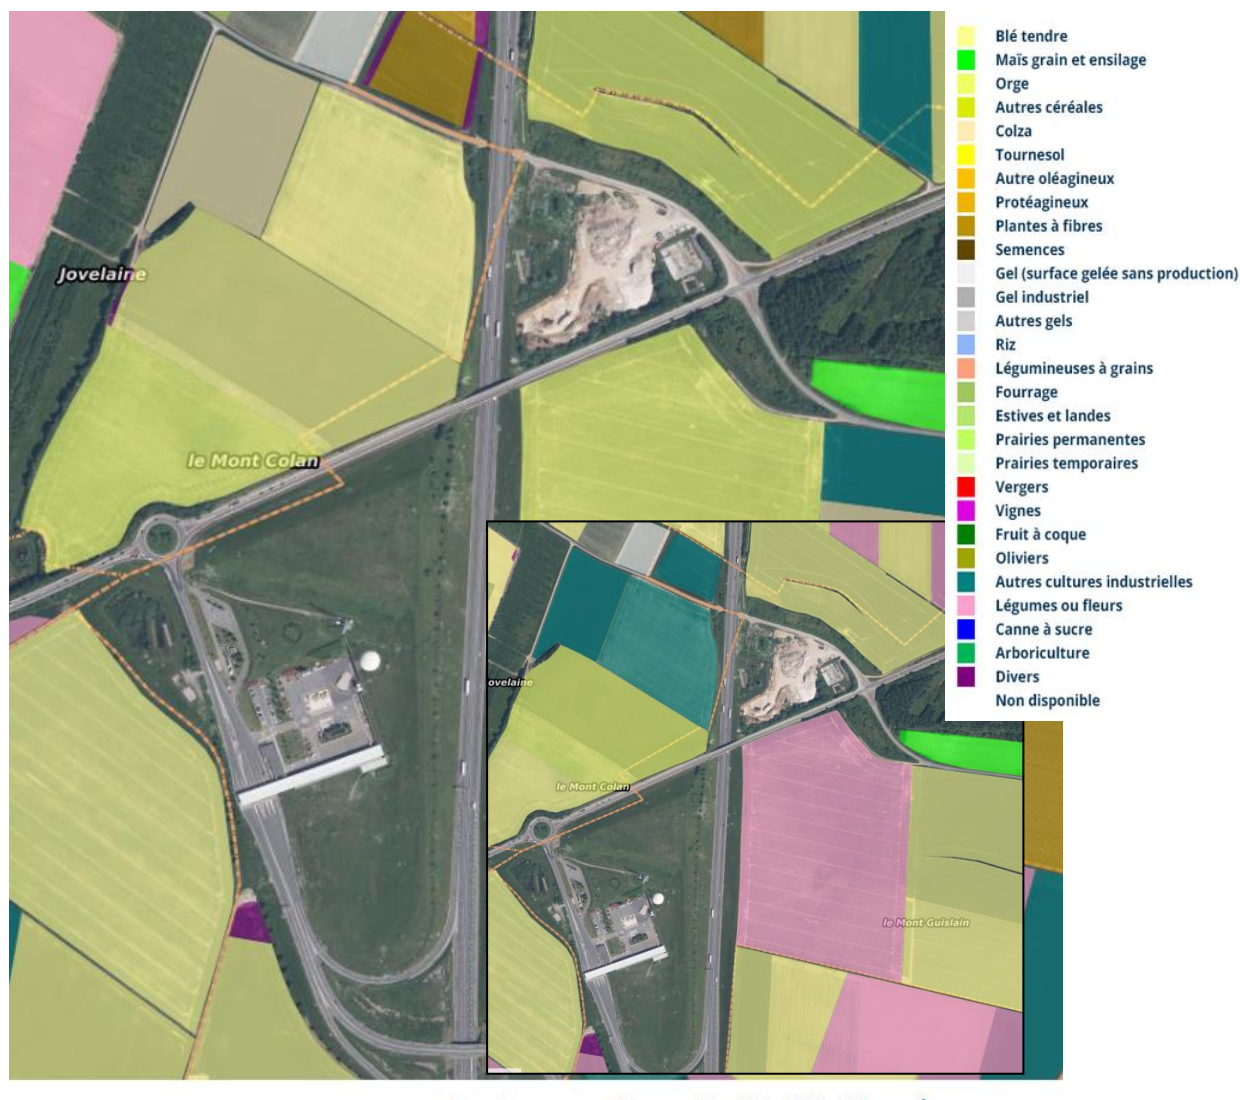 Blé tendre
Maïs grain et ensilage
Orge
Autres céréales
Colza
Tournesol
Autre oléagineux
Protéagineux
Plantes à fibres
Semences
Gel (surface gelée sans production)
Gel industriel
Autres gels
Riz
Légumineuses à grains
Fourrage
Estives et landes
Prairies permanentes
Prairies temporaires
Vergers
Vignes
Fruit à coque
Oliviers
Autres cultures industrielles
Légumes ou fleurs
Canne à sucre
Arboriculture
Divers
Non disponible
Jovelaine
le Mont Colan
ovelaine
le Mont Colan
le Mont Guislain